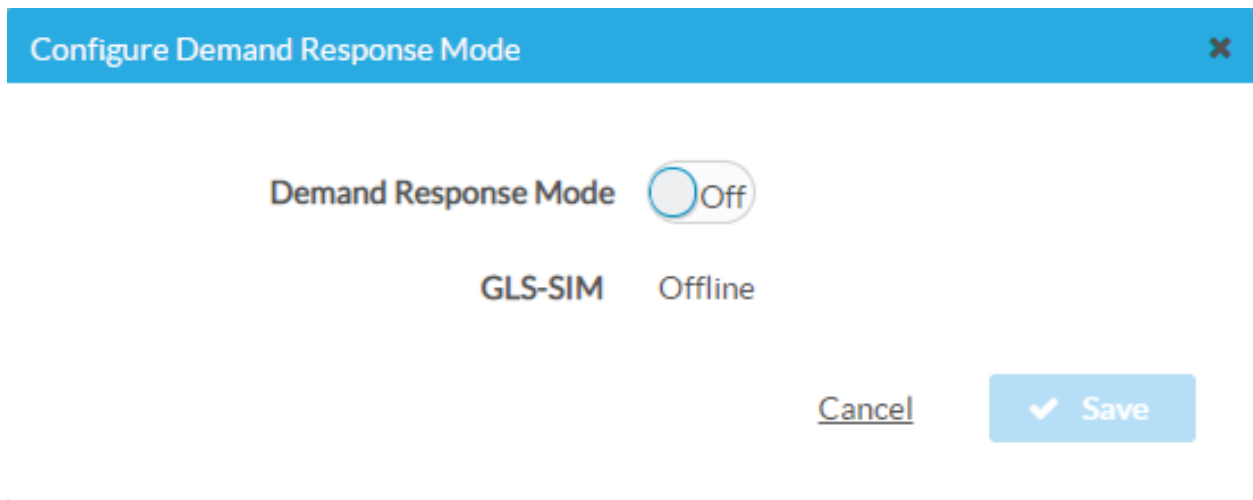 Configure Demand Response Mode
Demand Response Mode Off
GLS-SIM Offline
Cancel Save